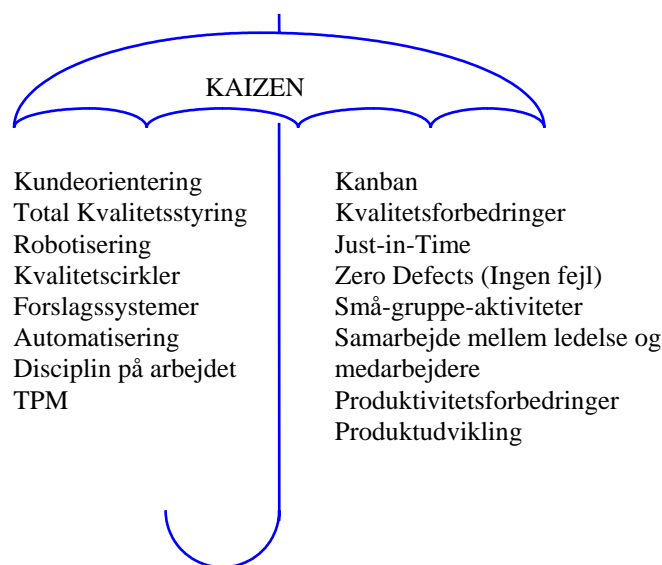 KAIZEN
Kundeorientering
Total Kvalitetsstyring
Robotisering
Kvalitetscirkler
Forslagssystemer
Automatisering
Disciplin på arbejdet
TPM
Kanban
Kvalitetsforbedringer
Just-in-Time
Zero Defects (Ingen fejl)
Små-gruppe-aktiviteter
Samarbejde mellem ledelse og
medarbejdere
Produktivitetsforbedringer
Produktudvikling